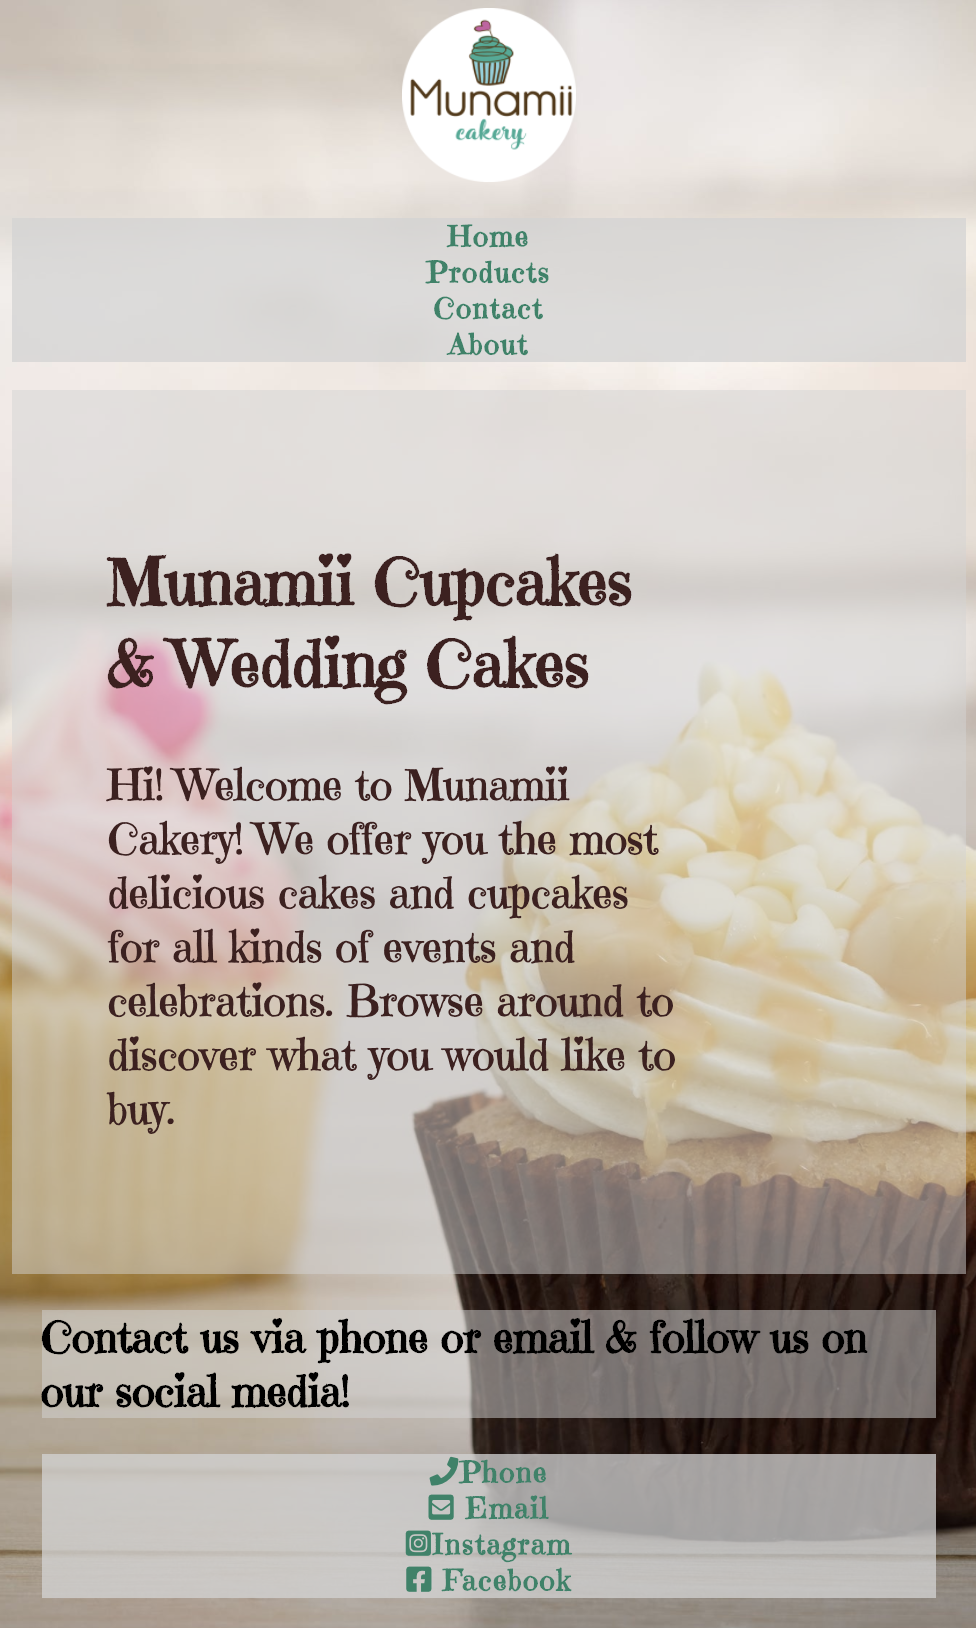 Munamii
cakery
Home
Products
Contact
About
Munamii Cupcakes
& Wedding Cakes
Hi! Welcome to Munamii
Cakery! We offer you the most
delicious cakes and cupcakes
for all kinds of events and
celebrations. Browse around to
discover what you would like to
buy.
Contact us via phone or email & follow us on
our social media!
Phone
Email
Instagram
Facebook